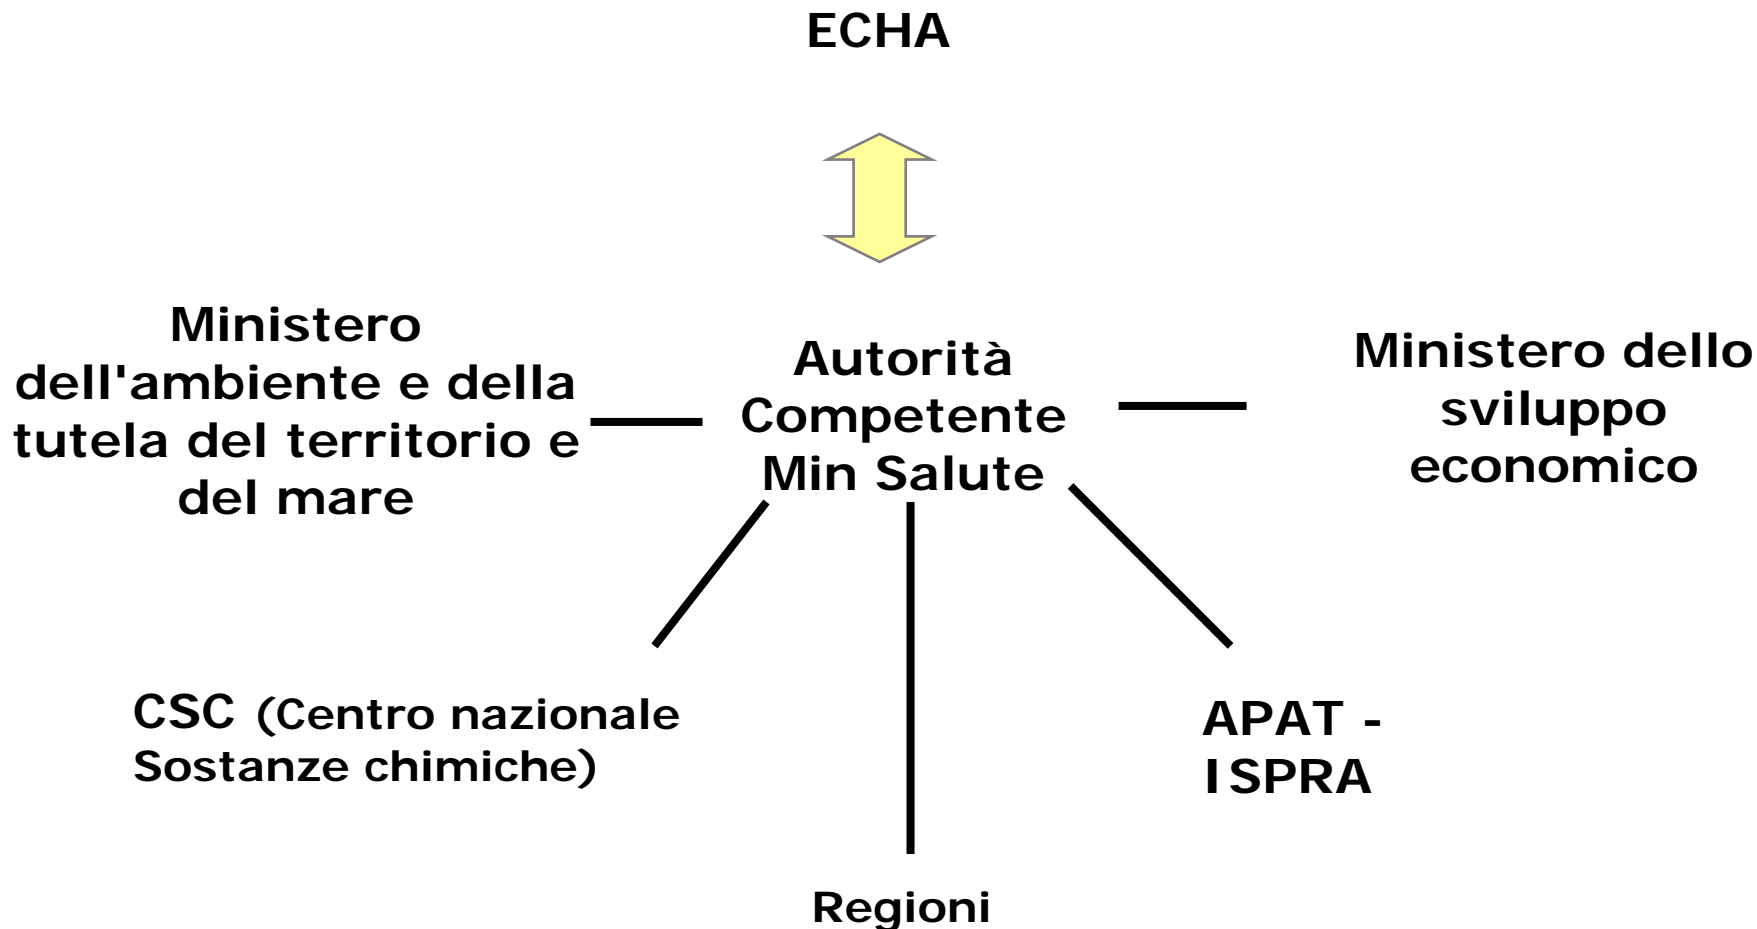 ECHA
Ministero
dell'ambiente e della
tutela del territorio e
del mare
Autorità
Competente
Min Salute
Ministero dello
sviluppo
economico
CSC (Centro nazionale
Sostanze chimiche)
APAT -
ISPRA
Regioni